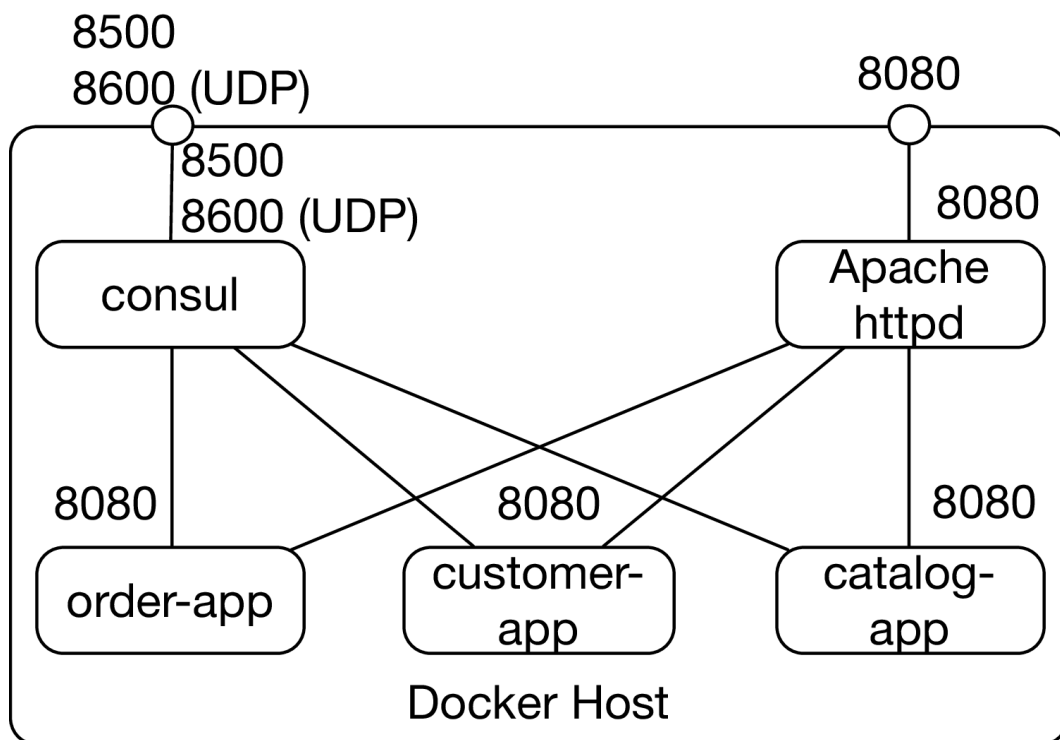 8500
8600 (UDP)
8080
8500
8600 (UDP)
8080
consul
Apache
httpd
8080
8080
8080
order-app
customer-
app
catalog-
app
Docker Host